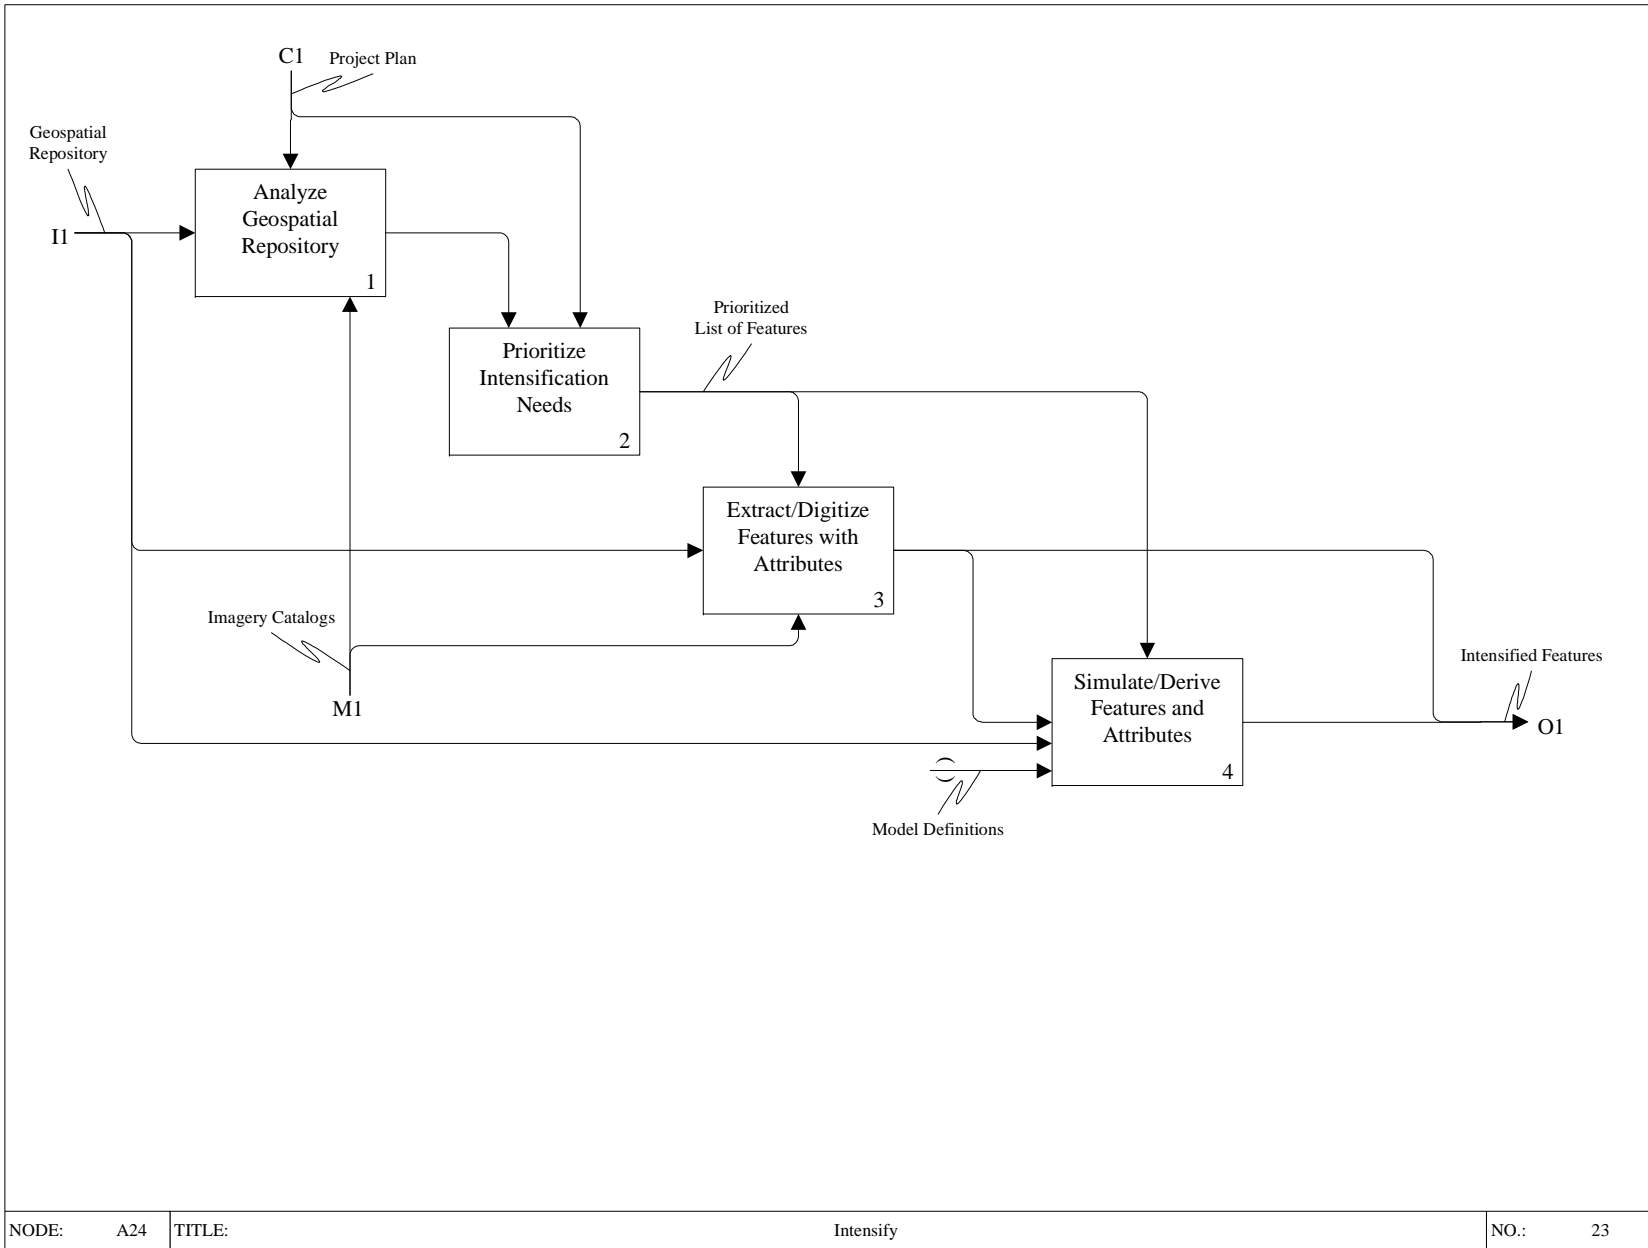 C1
Project Plan
Geospatial
Repository
I1
Analyze
Geospatial
Repository
1
Prioritize
Intensification
Needs
2
Prioritized
List of Features
Extract/Digitize
Features with
Attributes
3
Imagery Catalogs
M1
Simulate/Derive
Features and
Attributes
4
Intensified Features
O1
Model Definitions
NODE: A24 TITLE: Intensify NO.: 23